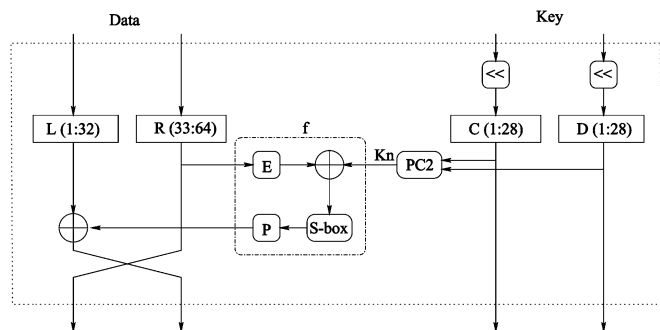 Data
Key
<<
<<
L (1:32)
R (33:64)
f
C (1:28)
D (1:28)
E
Kn
PC2
P
S-box